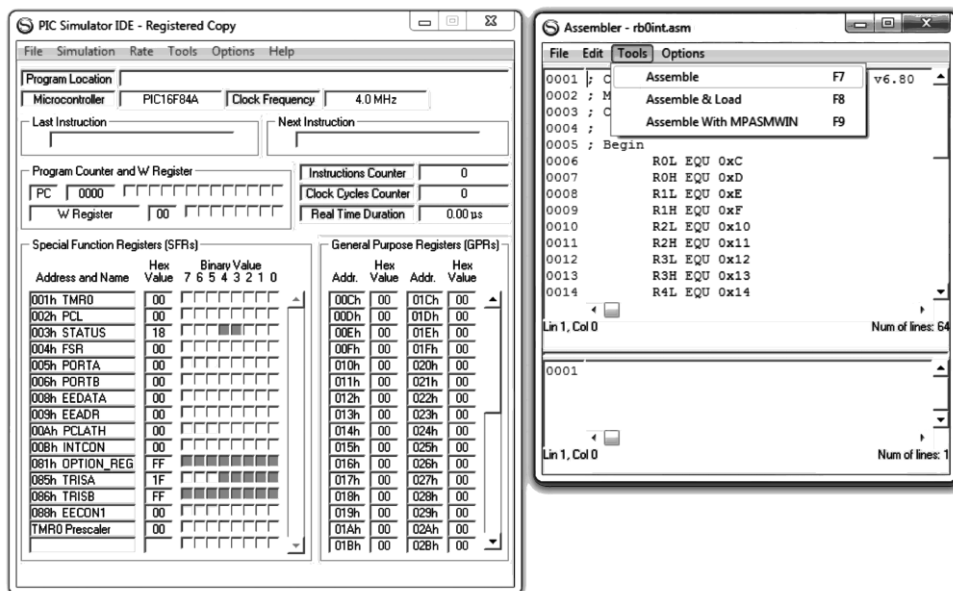 PIC Simulator IDE - Registered Copy
File Simulation Rate Tools Options Help
Program Location
Microcontroller PIC16F84A Clock Frequency 4.0 MHz
Last Instruction Next Instruction
Program Counter and W Register
PC 0000
W Register 00
Instructions Counter 0
Clock Cycles Counter 0
Real Time Duration 0.00 µs
Special Function Registers (SFRs)
Hex Binary Value
Address and Name Value 7 6 5 4 3 2 1 0
001h TMR0 00
002h PCL 00
003h STATUS 18
004h FSR 00
005h PORTA 00
006h PORTB 00
008h EEDATA 00
009h EEADR 00
00Ah PCLATH 00
00Bh INTCON 00
081h OPTION_REG FF
085h TRISA 1F
086h TRISB FF
088h EECON1 00
TMR0 Prescaler 00
General Purpose Registers (GPRs)
Hex Hex
Addr. Value Addr. Value
00Ch 00 01Ch 00
00Dh 00 01Dh 00
00Eh 00 01Eh 00
00Fh 00 01Fh 00
010h 00 020h 00
011h 00 021h 00
012h 00 022h 00
013h 00 023h 00
014h 00 024h 00
015h 00 025h 00
016h 00 026h 00
017h 00 027h 00
018h 00 028h 00
019h 00 029h 00
01Ah 00 02Ah 00
01Bh 00 02Bh 00
Assembler - rb0int.asm
File Edit Tools Options
Assemble F7
Assemble & Load F8
Assemble With MPASMWIN F9
0001 ; C v6.80
0002 ; M
0003 ; C
0004 ;
0005 ; Begin
0006 R0L EQU 0xC
0007 R0H EQU 0xD
0008 R1L EQU 0xE
0009 R1H EQU 0xF
0010 R2L EQU 0x10
0011 R2H EQU 0x11
0012 R3L EQU 0x12
0013 R3H EQU 0x13
0014 R4L EQU 0x14
Lin 1, Col 0 Num of lines: 64
0001
Lin 1, Col 0 Num of lines: 1